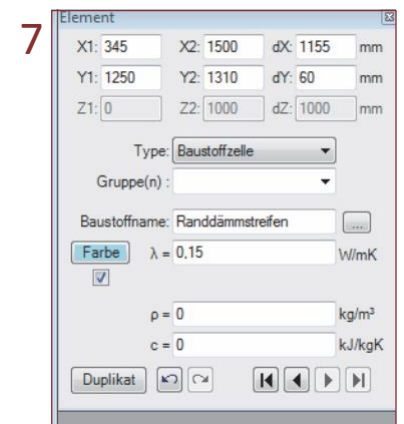 7
Element
X1: 345 X2: 1500 dX: 1155 mm
Y1: 1250 Y2: 1310 dY: 60 mm
Z1: 0 Z2: 1000 dZ: 1000 mm
Type: Baustoffzelle
Gruppe(n) :
Baustoffname: Randdämmstreifen ...
Farbe λ = 0,15 W/mK
ρ = 0 kg/m³
c = 0 kJ/kgK
Duplikat